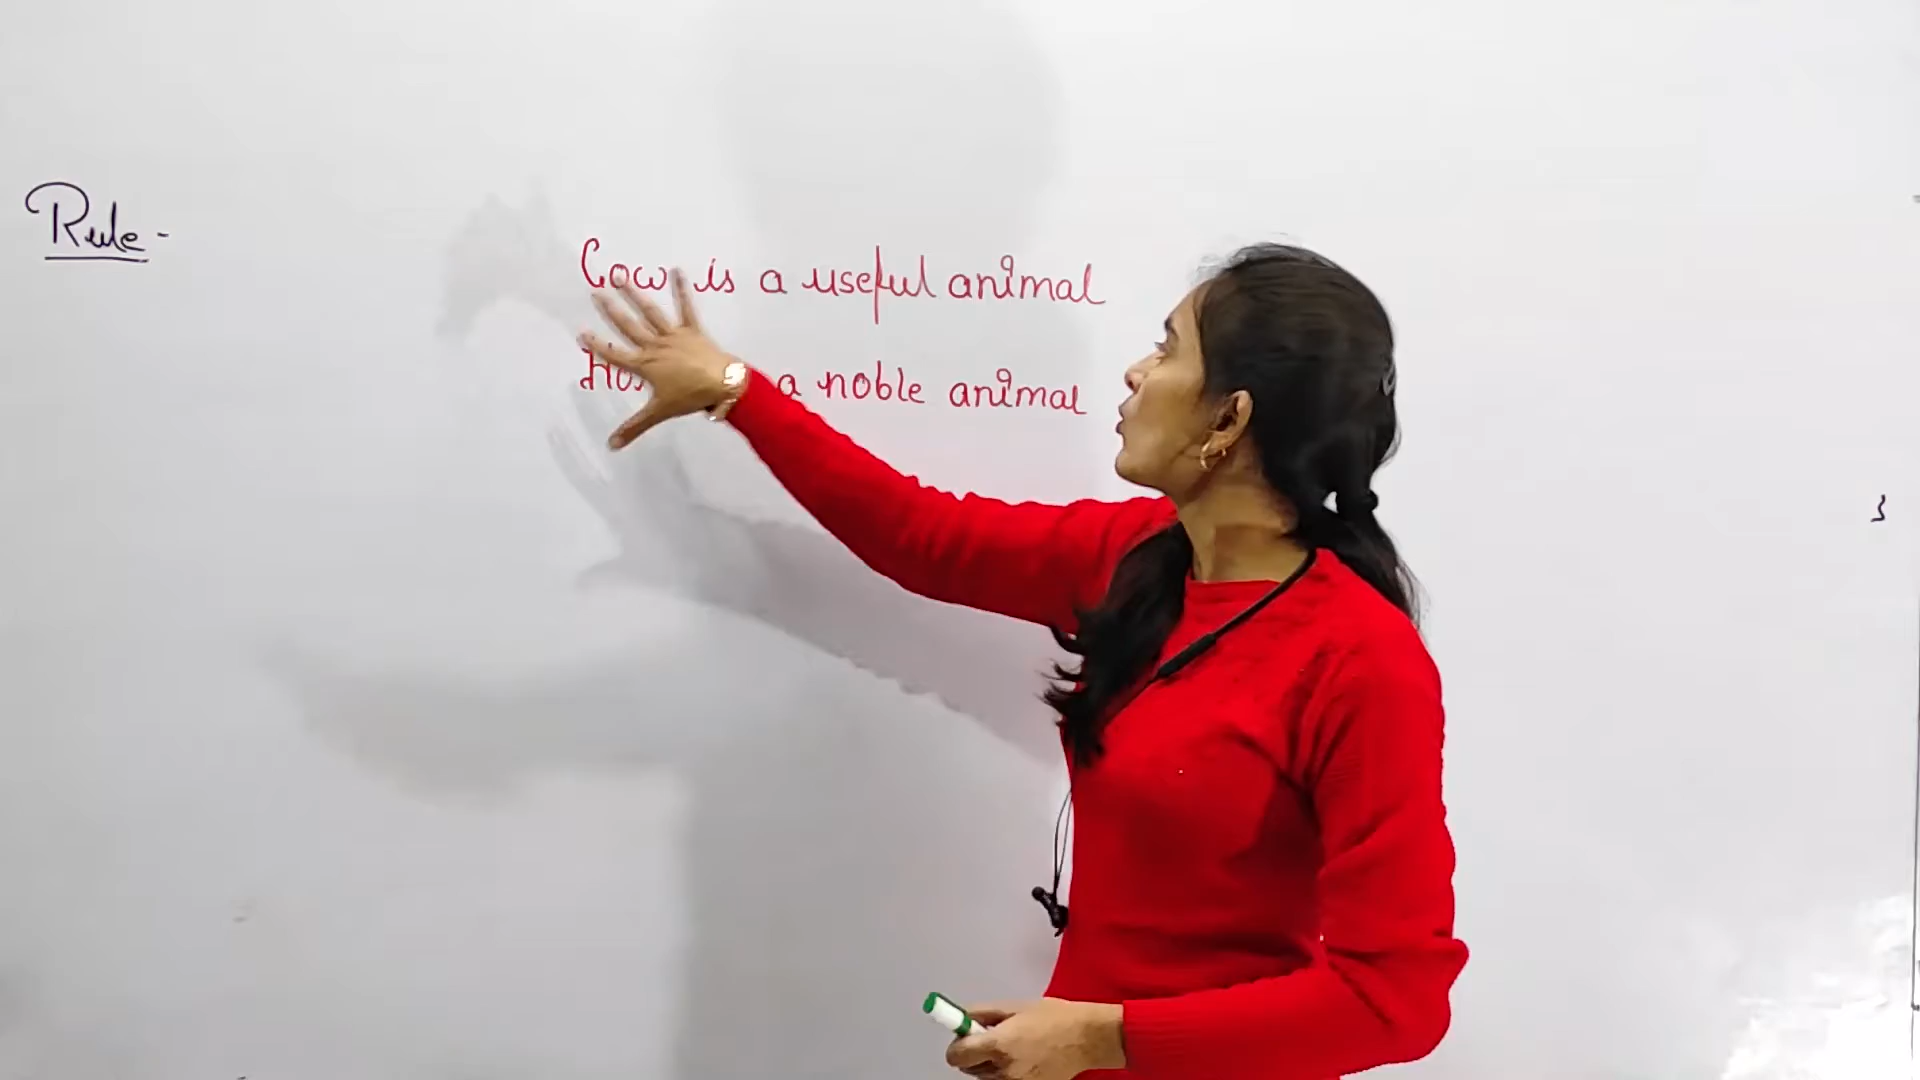 Rule-
Cow is a useful animal
a noble animal